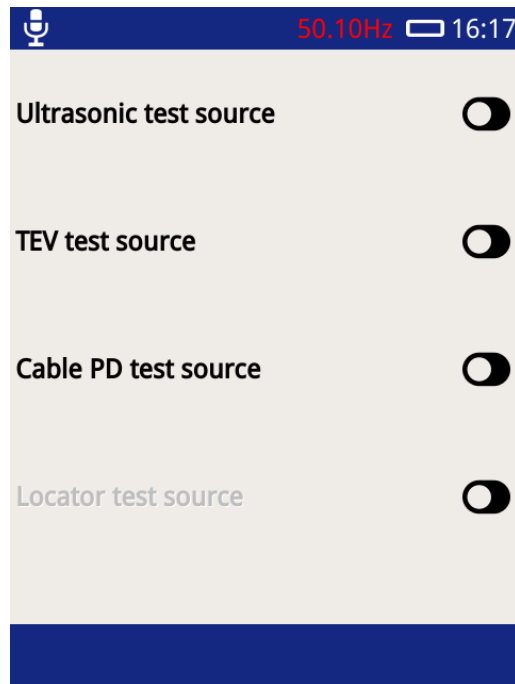 50.10Hz 16:17
Ultrasonic test source
TEV test source
Cable PD test source
Locator test source